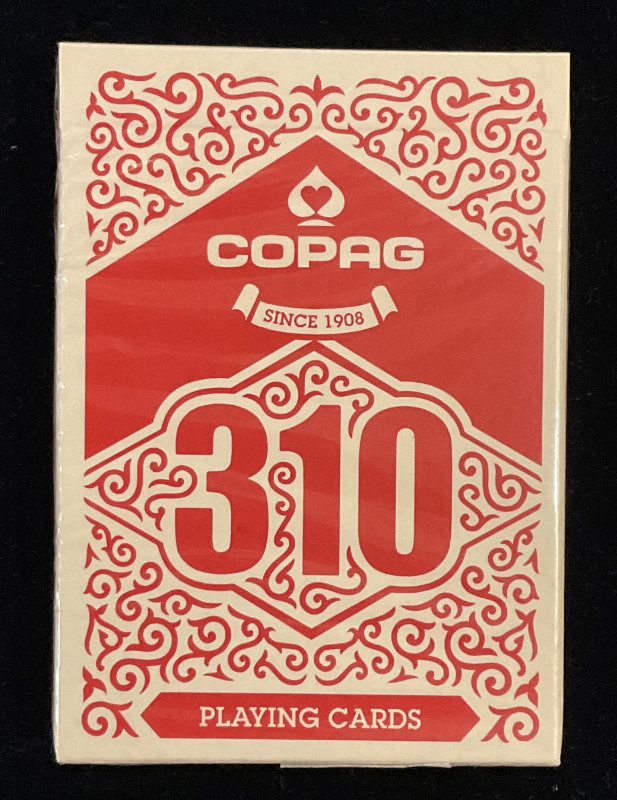 COPAG
SINCE 1908
310
PLAYING CARDS